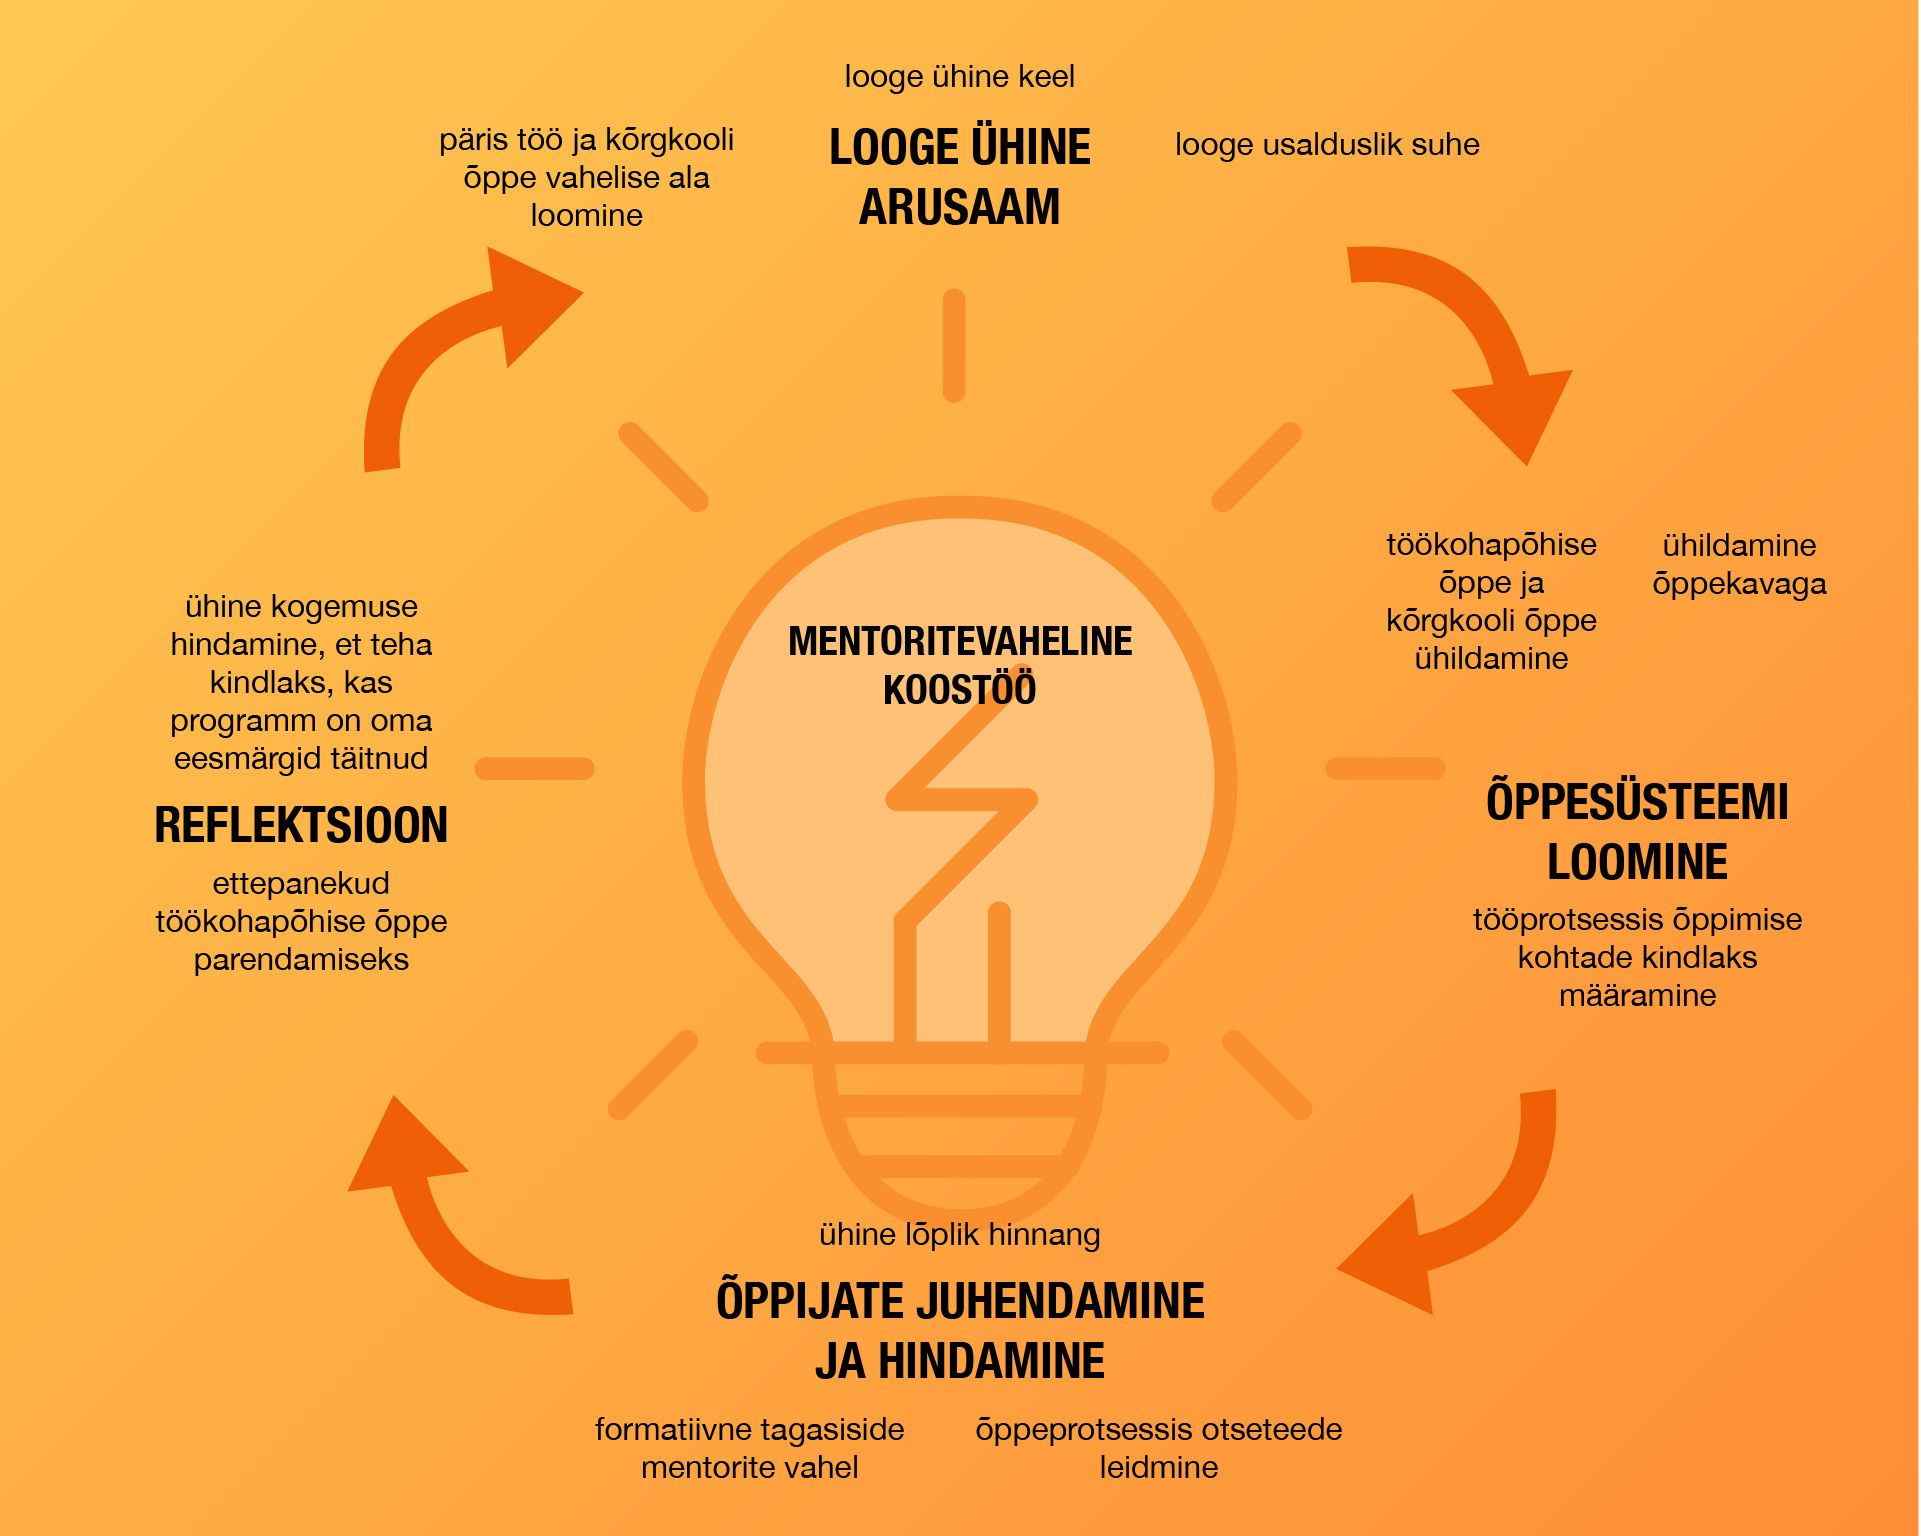 looge ühine keel
LOOGE ÜHINE
ARUSAAM
päris töö ja kõrgkooli
õppe vahelise ala
loomine
looge usalduslik suhe
töökohapõhise
õppe ja
kõrgkooli õppe
ühildamine
ühildamine
õppekavaga
ÕPPESÜSTEEMI
LOOMINE
tööprotsessis õppimise
kohtade kindlaks
määramine
MENTORITEVAHELINE
KOOSTÖÖ
ühine lõplik hinnang
ÕPPIJATE JUHENDAMINE
JA HINDAMINE
formatiivne tagasiside
mentorite vahel
õppeprotsessis otseteede
leidmine
ühine kogemuse
hindamine, et teha
kindlaks, kas
programm on oma
eesmärgid täitnud
REFLEKTSIOON
ettepanekud
töökohapõhise õppe
parendamiseks